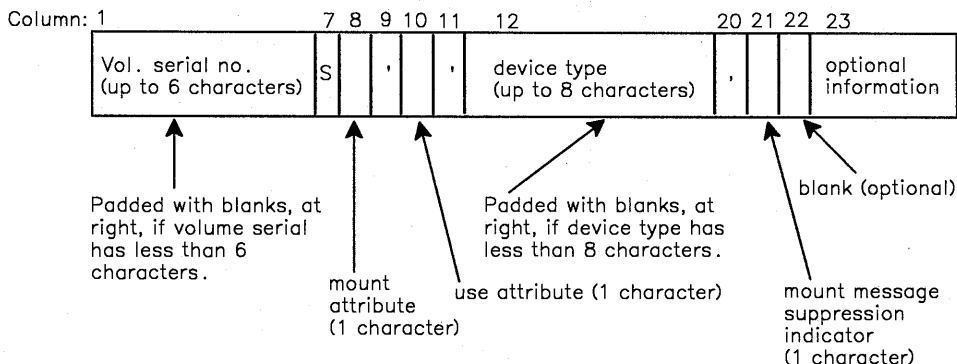 Column: 1 7 8 9 10 11 12 20 21 22 23
Vol. serial no.
(up to 6 characters)
S
,
,
device type
(up to 8 characters)
,
optional
information
blank (optional)
Padded with blanks, at
right, if volume serial
has less than 6
characters.
Padded with blanks, at
right, if device type has
less than 8 characters.
mount
attribute
(1 character)
use attribute (1 character)
mount message
suppression
indicator
(1 character)